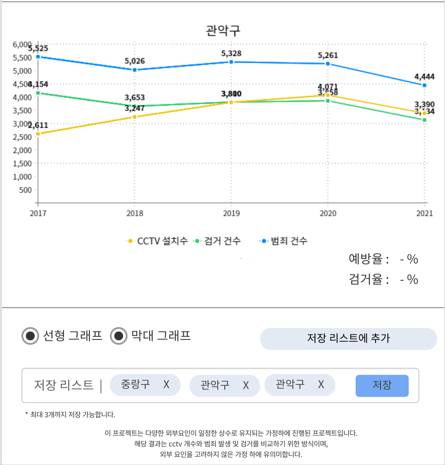 관악구
6,000
5,500
5,000
4,500
4,000
3,500
3,000
2,500
2,000
1,500
1,000
500
5,525
5,026
5,328
5,261
4,444
4,154
3,653
4,071
3,390
2,611
3,247
2017
2018
2019
2020
2021
CCTV 설치수
검거 건수
범죄 건수
예방율 : - %
검거율 : - %
선형 그래프
막대 그래프
저장 리스트에 추가
저장 리스트 | 중랑구 X 관악구 X 관악구 X 저장
* 최대 3개까지 저장 가능합니다.
이 프로젝트는 다양한 외부요인이 일정한 상수로 유지되는 가정하에 진행된 프로젝트입니다.
해당 결과는 cctv 개수와 범죄 발생 및 검거를 비교하기 위한 방식이며,
외부 요인을 고려하지 않은 가정 하에 유의미합니다.